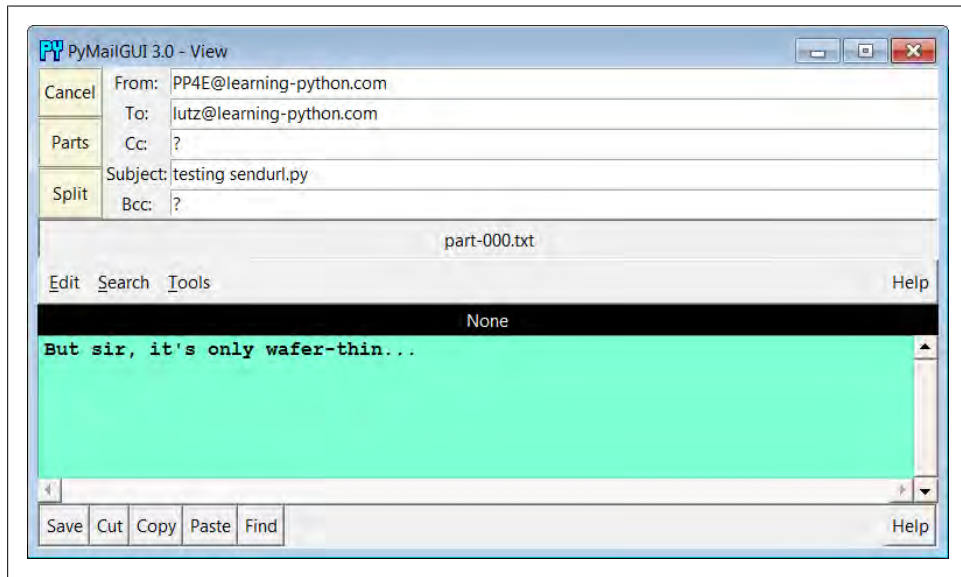 PY PyMailGUI 3.0 - View
Cancel
From: PP4E@learning-python.com
To: lutz@learning-python.com
Parts
Cc: ?
Subject: testing sendurl.py
Split
Bcc: ?
part-000.txt
Edit Search Tools Help
None
But sir, it's only wafer-thin...
Save Cut Copy Paste Find Help